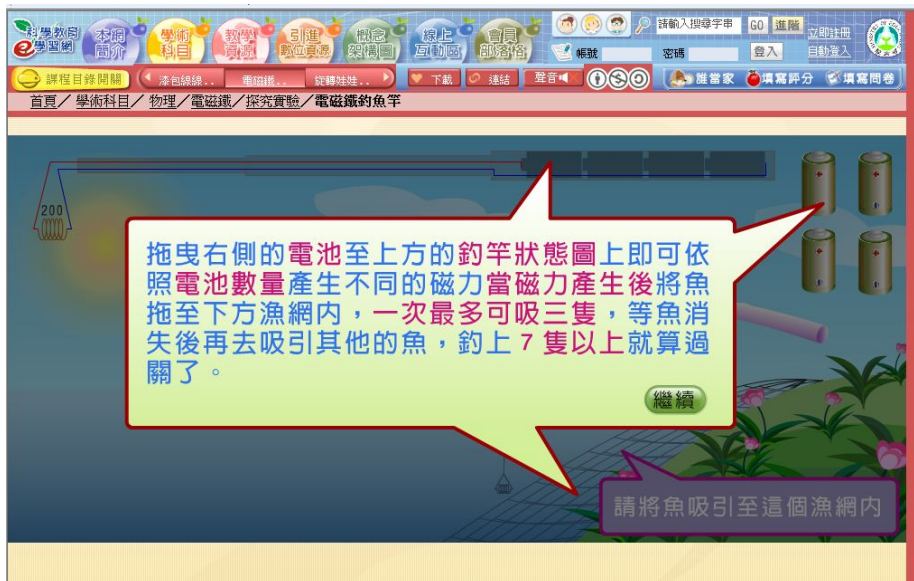 科學教育
e學習網
本網
簡介
學術
科目
教學
資源
引進
數位資源
概念
架構圖
線上
互動區
會員
部落格
請輸入搜尋字串
GO
進階
立即註冊
帳號
密碼
登入
自動登入
課程目錄開關
漆包線線..
電磁鐵..
旋轉娃娃..
下載
連結
聲音
誰當家
填寫評分
填寫問卷
首頁/ 學術科目/ 物理/ 電磁鐵/探究實驗/電磁鐵釣魚竿
200
拖曳右側的電池至上方的釣竿狀態圖上即可依
照電池數量產生不同的磁力當磁力產生後將魚
拖至下方漁網內，一次最多可吸三隻，等魚消
失後再去吸引其他的魚，釣上7隻以上就算過
關了。
繼續
請將魚吸引至這個漁網內